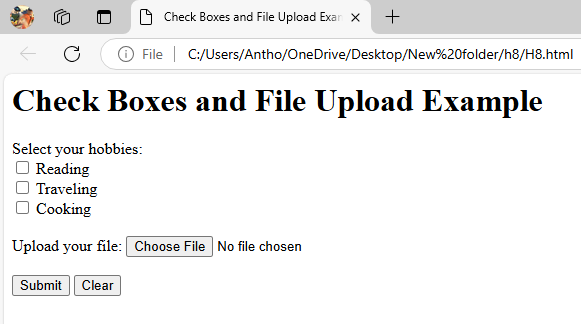 Check Boxes and File Upload Exan
File C:/Users/Antho/OneDrive/Desktop/New%20folder/h8/H8.html
Check Boxes and File Upload Example
Select your hobbies:
Reading
Traveling
Cooking
Upload your file: Choose File No file chosen
Submit Clear